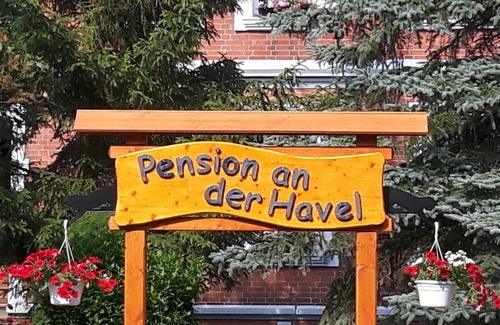 Pension an
der Havel